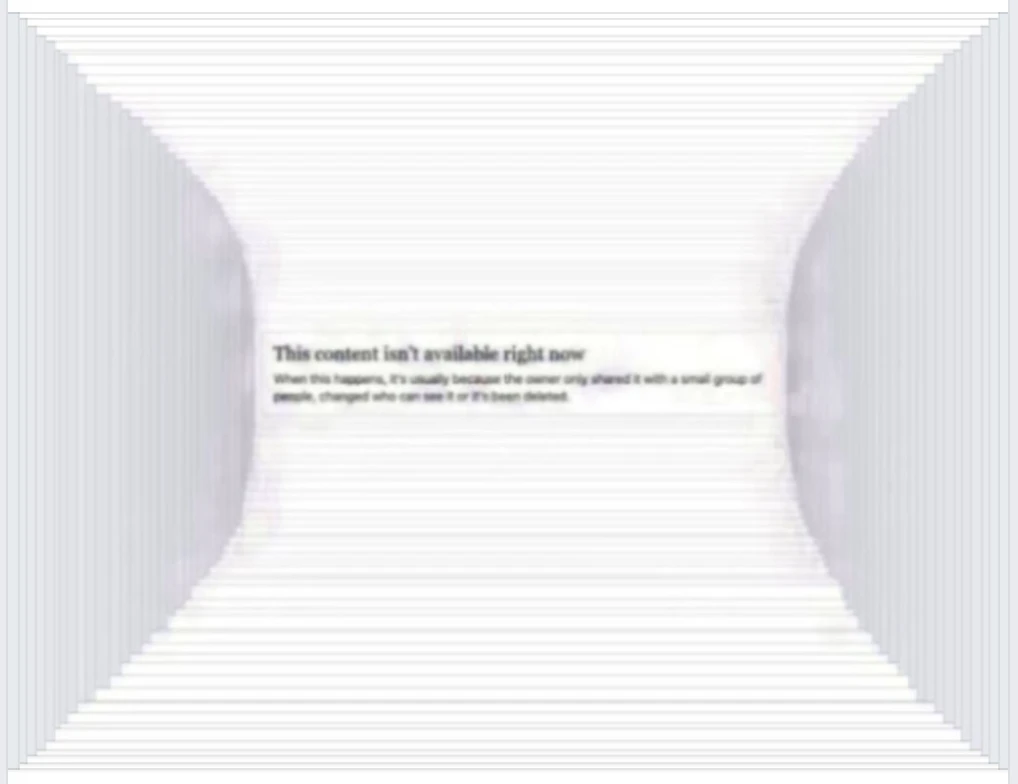 This content isn't available right now
When this happens, it's usually because the owner only shared it with a small group of
people, changed who can see it or it's been deleted.